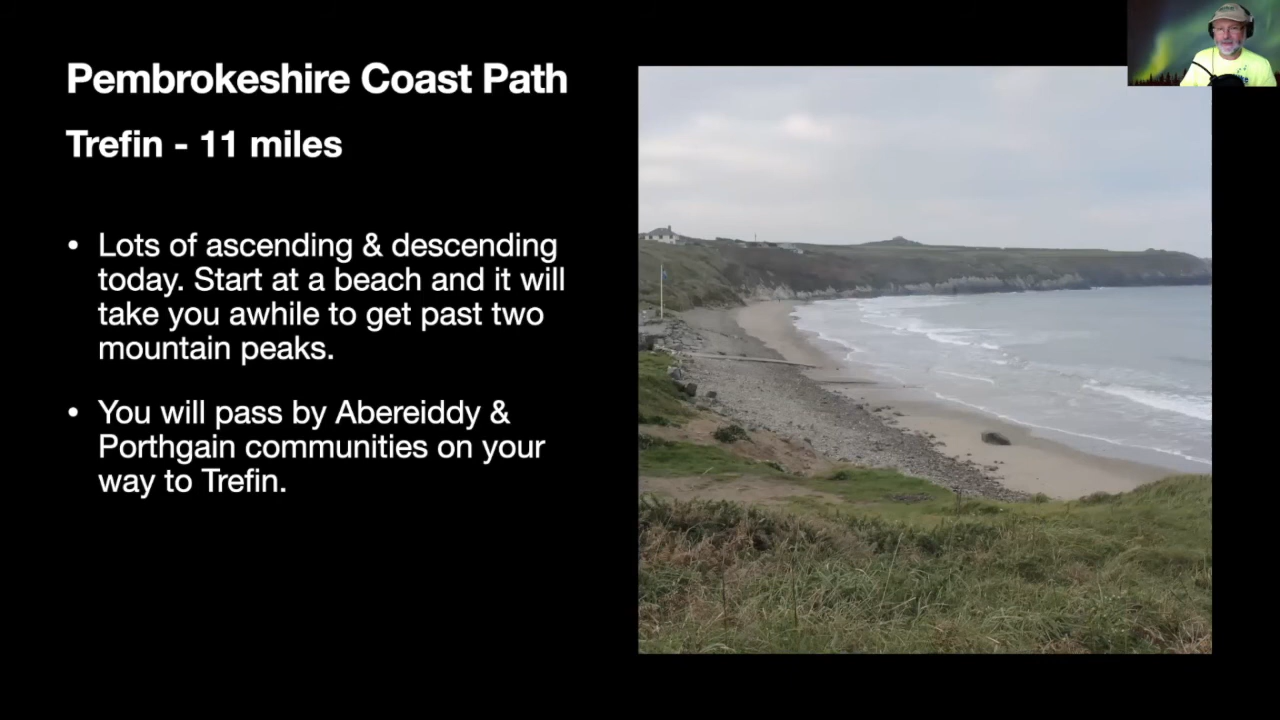 Pembrokeshire Coast Path
Trefin - 11 miles
• Lots of ascending & descending
today. Start at a beach and it will
take you awhile to get past two
mountain peaks.
• You will pass by Abereiddy &
Porthgain communities on your
way to Trefin.